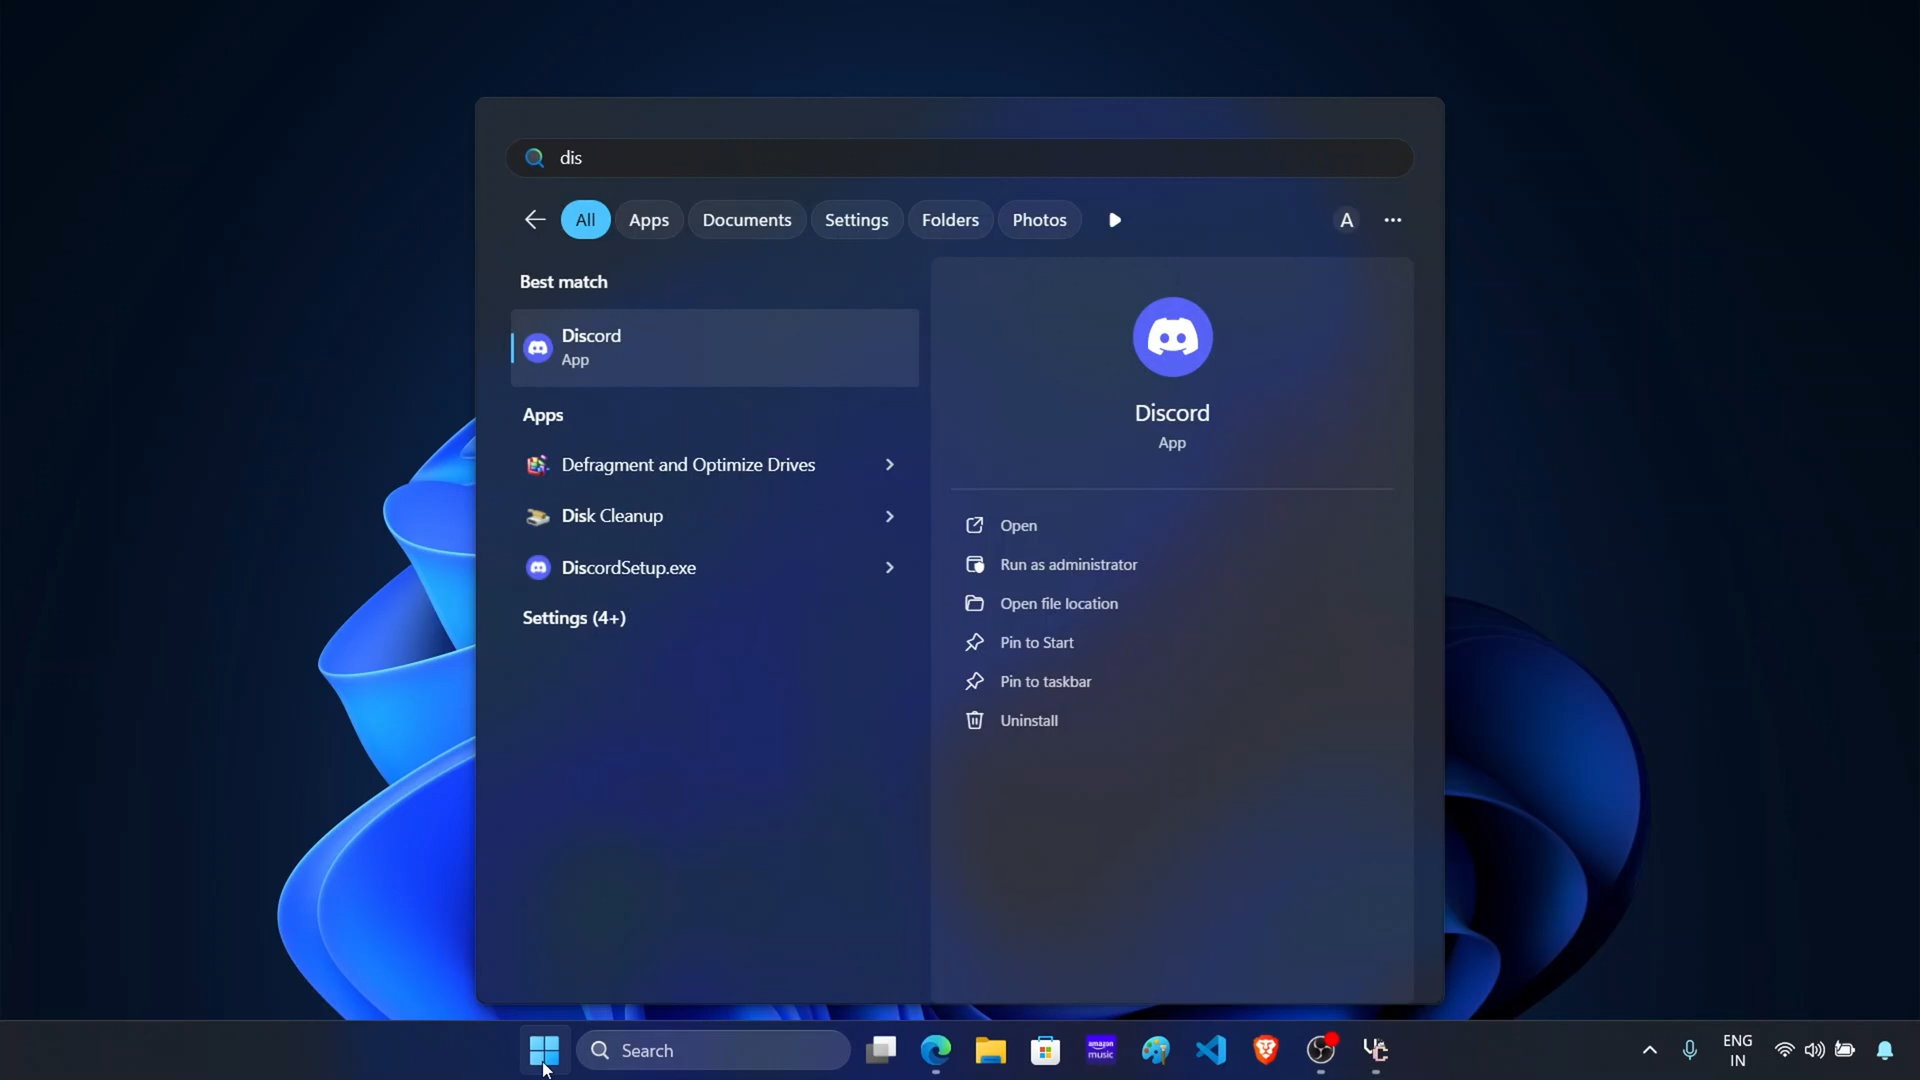 dis
All
Apps
Documents
Settings
Folders
Photos
A
Best match
Discord
App
Apps
Defragment and Optimize Drives
Disk Cleanup
DiscordSetup.exe
Settings (4+)
Discord
App
Open
Run as administrator
Open file location
Pin to Start
Pin to taskbar
Uninstall
Search
amazon
music
ENG
IN